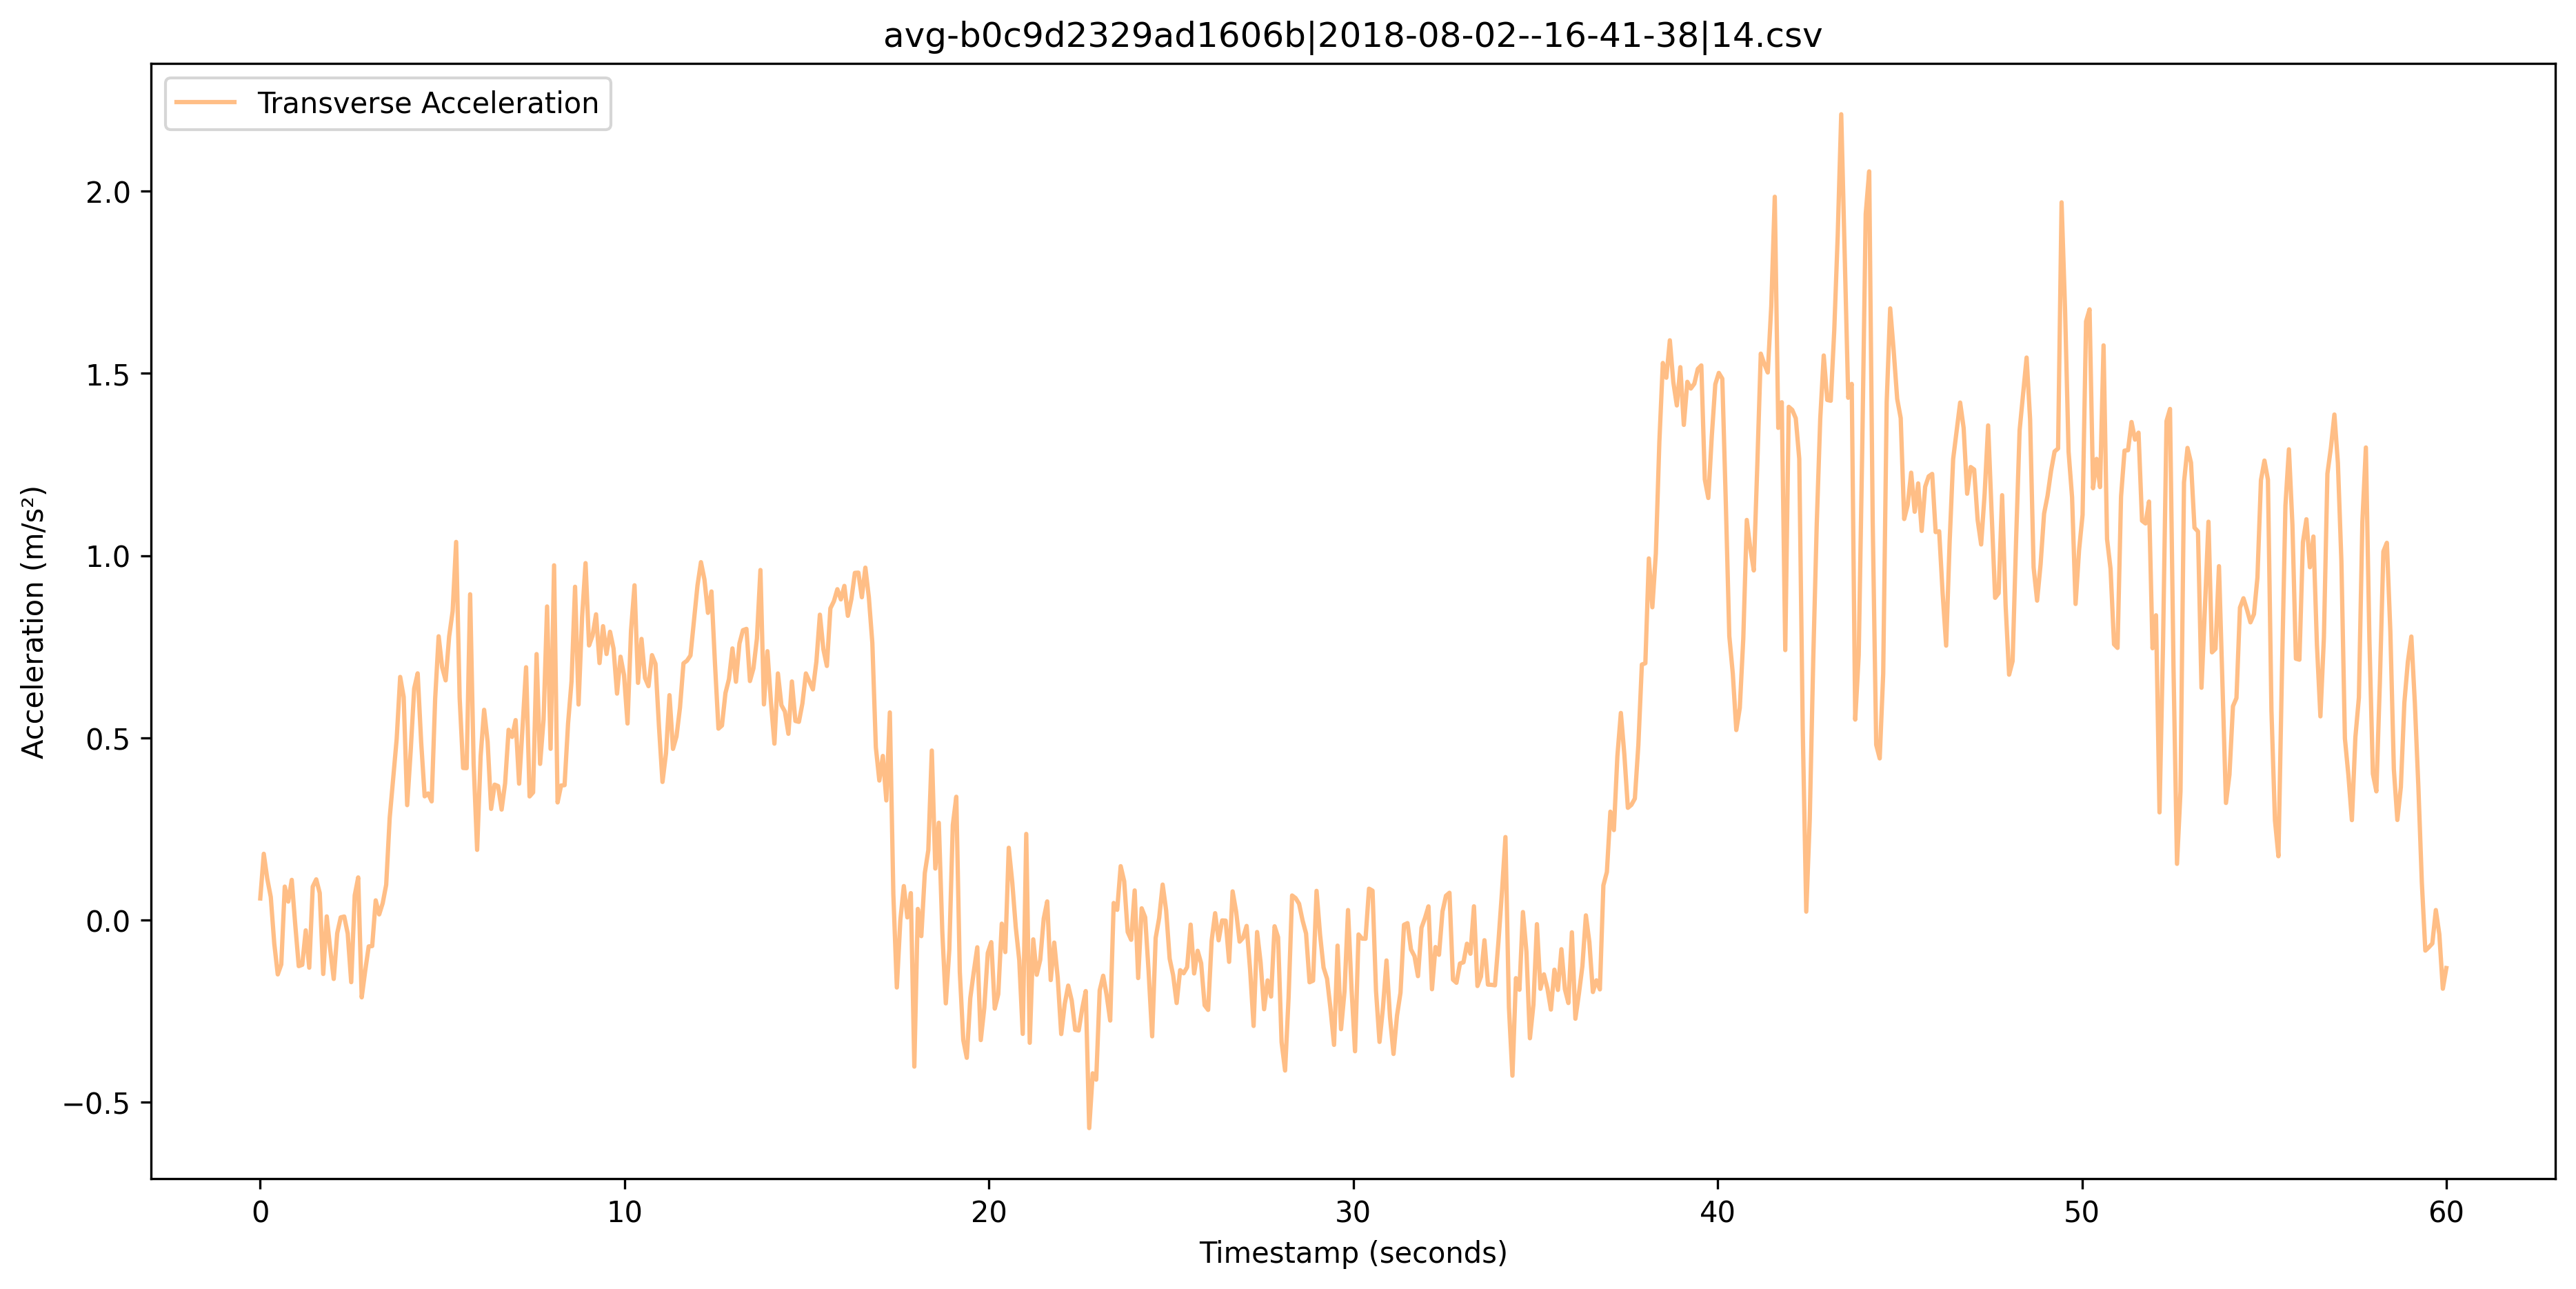 avg-b0c9d2329ad1606b|2018-08-02--16-41-38|14.csv
Transverse Acceleration
Acceleration (m/s²)
2.0
1.5
1.0
0.5
0.0
−0.5
0 10 20 30 40 50 60
Timestamp (seconds)